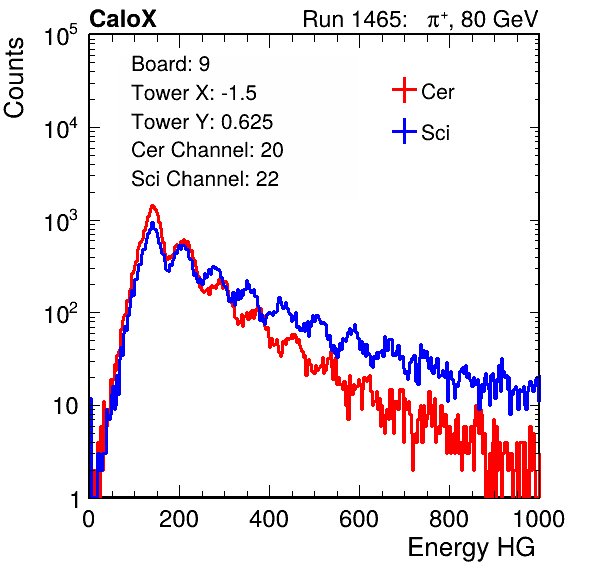 CaloX Run 1465: π⁺, 80 GeV
Counts
10⁵
10⁴
10³
10²
10
1
Board: 9
Tower X: -1.5
Tower Y: 0.625
Cer Channel: 20
Sci Channel: 22
Cer
Sci
0 200 400 600 800 1000
Energy HG